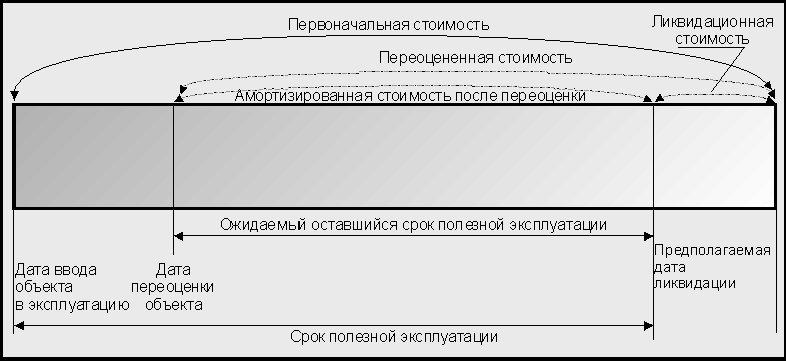 Первоначальная стоимость
Ликвидационная
стоимость
Переоцененная стоимость
Амортизированная стоимость после переоценки
Ожидаемый оставшийся срок полезной эксплуатации
Дата ввода
объекта
в эксплуатацию
Дата
переоценки
объекта
Предполагаемая
дата
ликвидации
Срок полезной эксплуатации